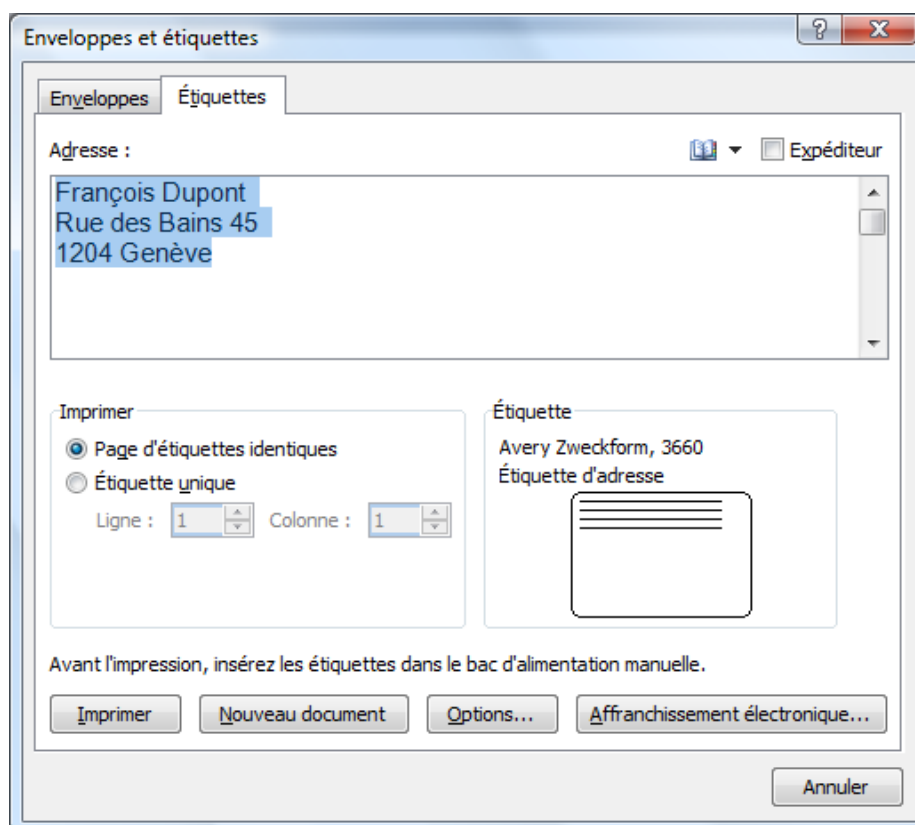 Enveloppes et étiquettes
Enveloppes
Étiquettes
Adresse :
Expéditeur
François Dupont
Rue des Bains 45
1204 Genève
Imprimer
Page d'étiquettes identiques
Étiquette unique
Ligne : 1 Colonne : 1
Étiquette
Avery Zweckform, 3660
Étiquette d'adresse
Avant l'impression, insérez les étiquettes dans le bac d'alimentation manuelle.
Imprimer
Nouveau document
Options...
Affranchissement électronique...
Annuler